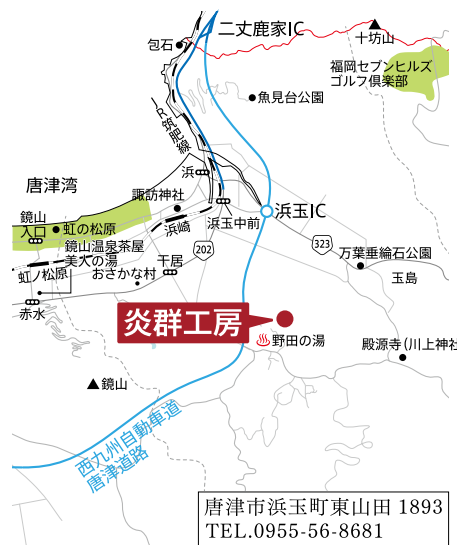 二丈鹿家IC
十坊山
包石
福岡セブンヒルズ
ゴルフ倶楽部
魚見台公園
JR筑肥線
浜
唐津湾
諏訪神社
鏡山
入口
虹の松原
浜崎
浜玉中前
浜玉IC
鏡山温泉茶屋
美人の湯
202
323
万葉垂綸石公園
虹ノ松原
干居
おさかな村
玉島
赤水
炎群工房
野田の湯
殿源寺(川上神社
鏡山
西九州自動車道
唐津道路
唐津市浜玉町東山田 1893
TEL.0955-56-8681